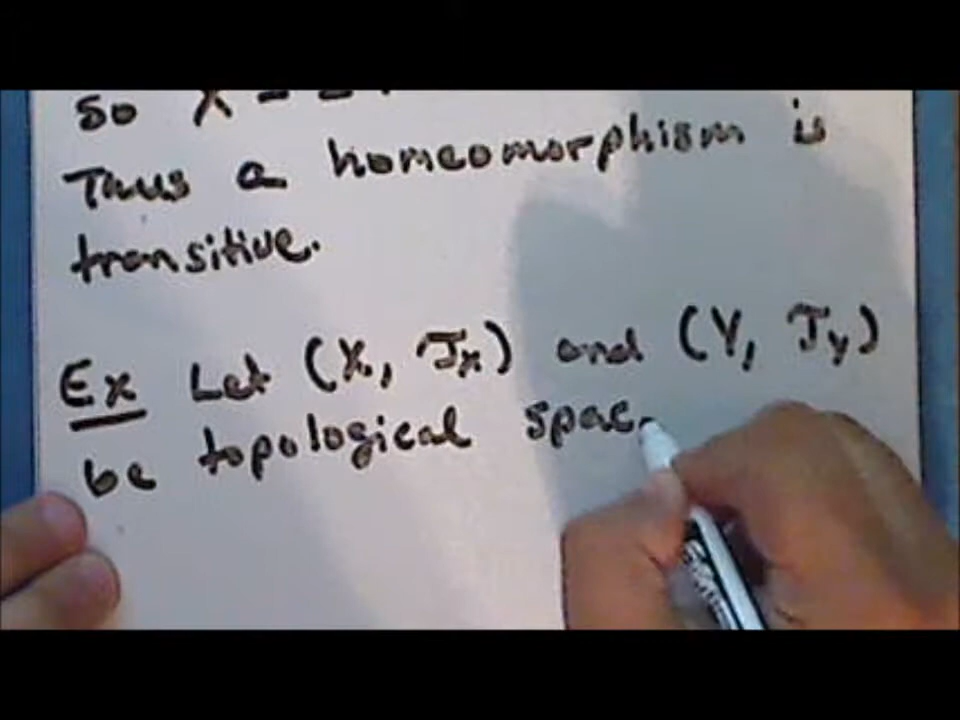 So X
Thus a homeomorphism is
transitive.
Ex Let (X, Tx) and (Y, Ty)
be topological spac